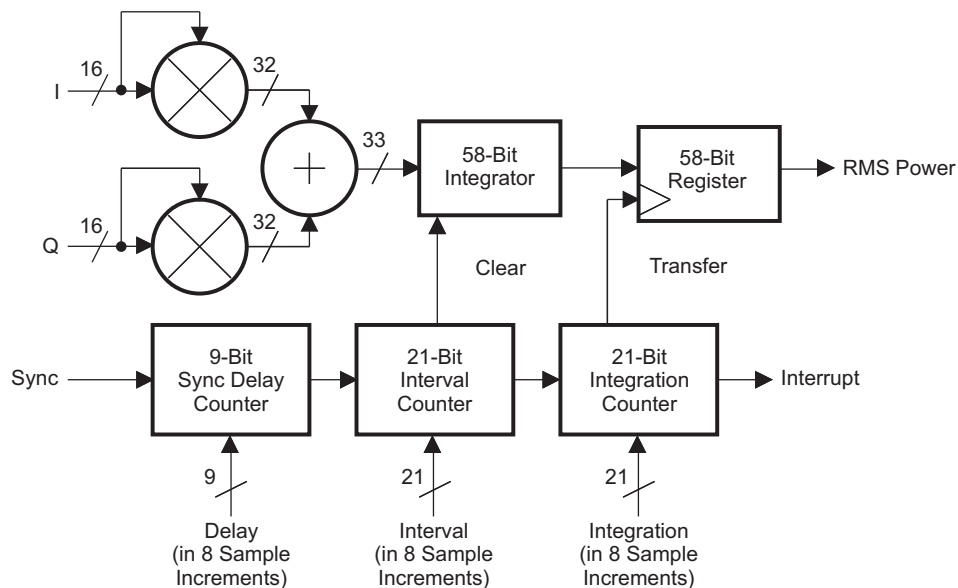 16
32
I
33
58-Bit
Integrator
58-Bit
Register
RMS Power
16
32
Q
Clear
Transfer
Sync
9-Bit
Sync Delay
Counter
21-Bit
Interval
Counter
21-Bit
Integration
Counter
Interrupt
9
21
21
Delay
(in 8 Sample
Increments)
Interval
(in 8 Sample
Increments)
Integration
(in 8 Sample
Increments)